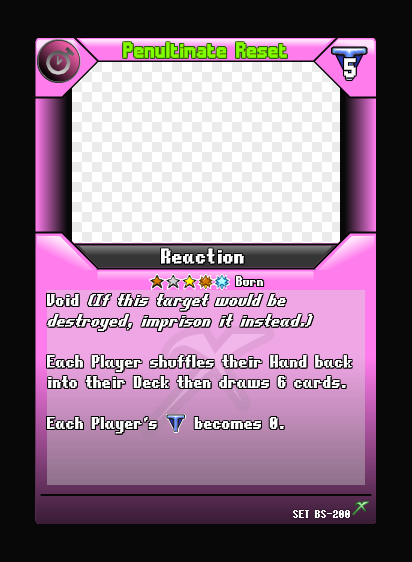 Penultimate Reset
5
Reaction
Born
Void (If this target would be
destroyed, imprison it instead.)
Each Player shuffles their Hand back
into their Deck then draws 6 cards.
Each Player's becomes 0.
SET BS-200